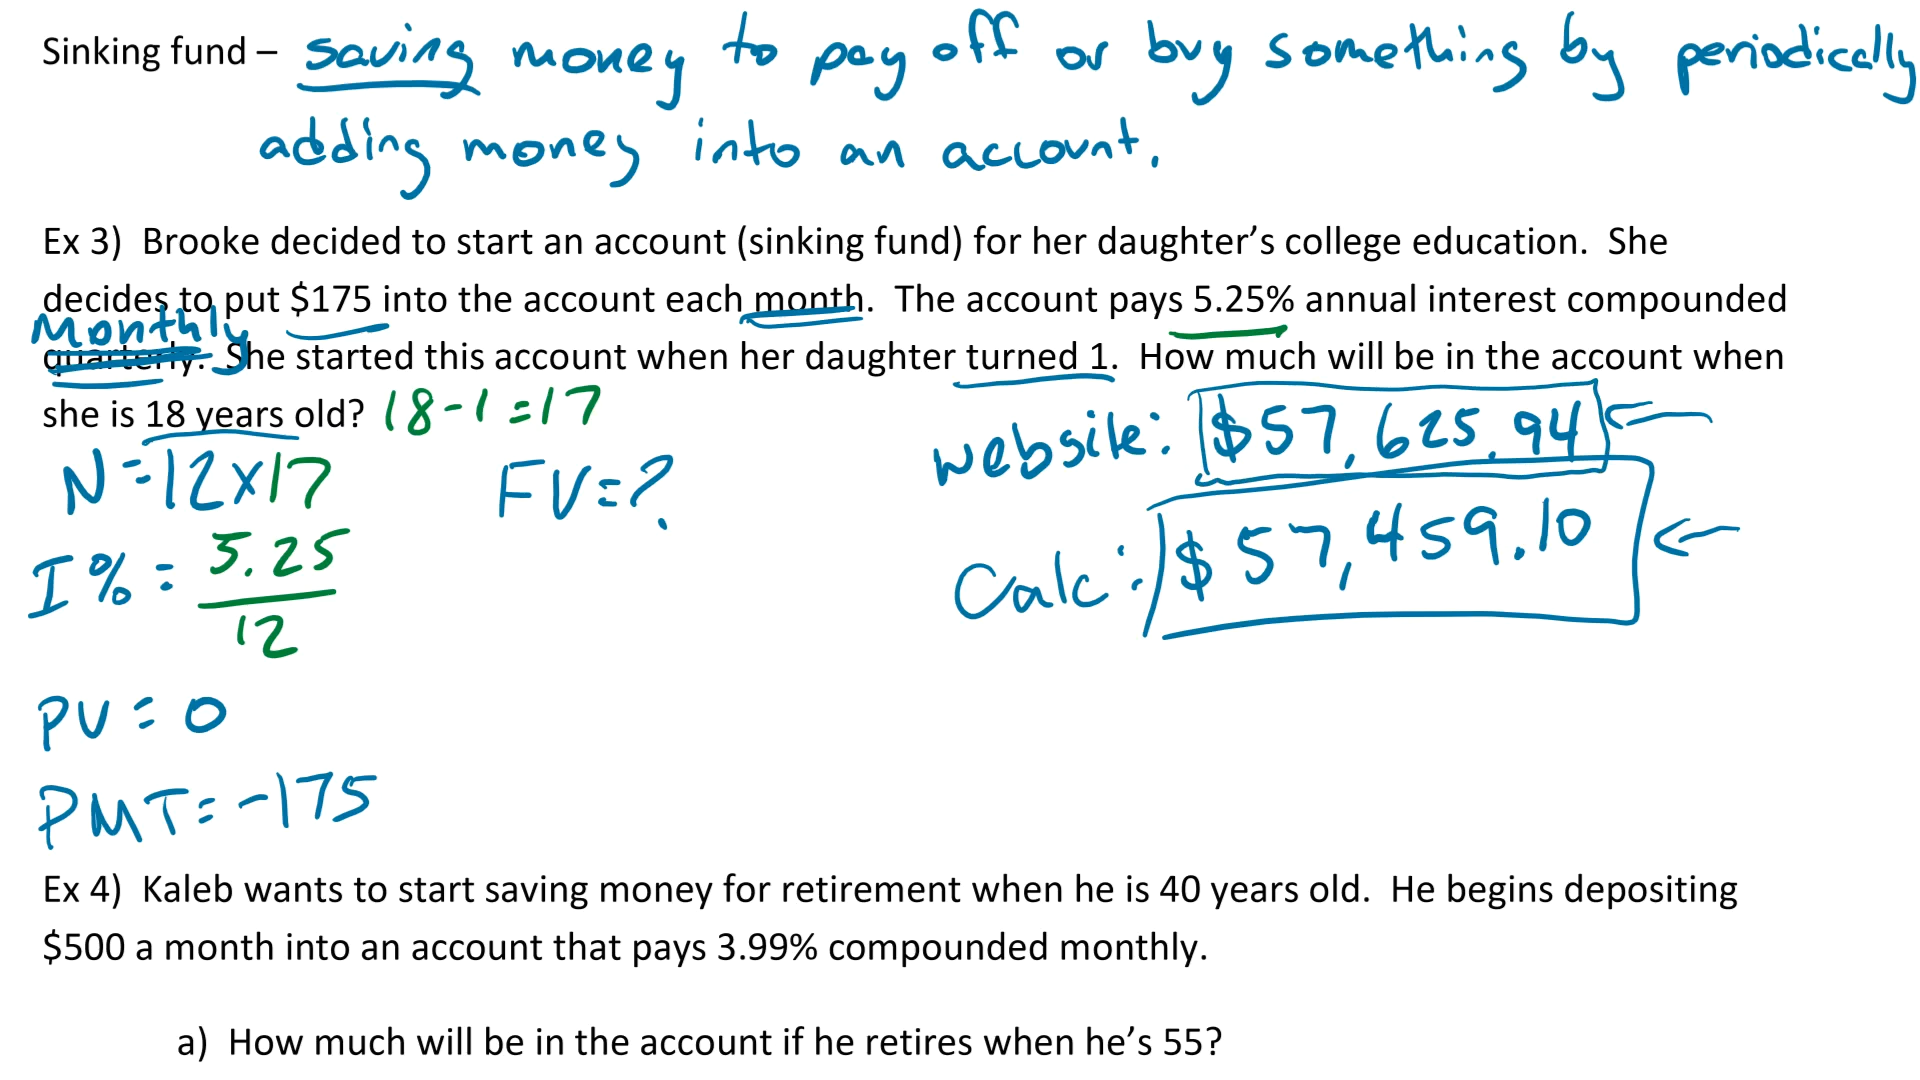 Sinking fund – saving money to pay off or buy something by periodically
adding money into an account.
Ex 3) Brooke decided to start an account (sinking fund) for her daughter's college education. She
decides to put $175 into the account each month. The account pays 5.25% annual interest compounded
Monthly
quarterly. She started this account when her daughter turned 1. How much will be in the account when
she is 18 years old? 18-1=17
website: $57,625.94
N=12x17 FV=?
Calc: $57,459.10
I%= 5.25
12
PV=0
PMT=-175
Ex 4) Kaleb wants to start saving money for retirement when he is 40 years old. He begins depositing
$500 a month into an account that pays 3.99% compounded monthly.
a) How much will be in the account if he retires when he's 55?